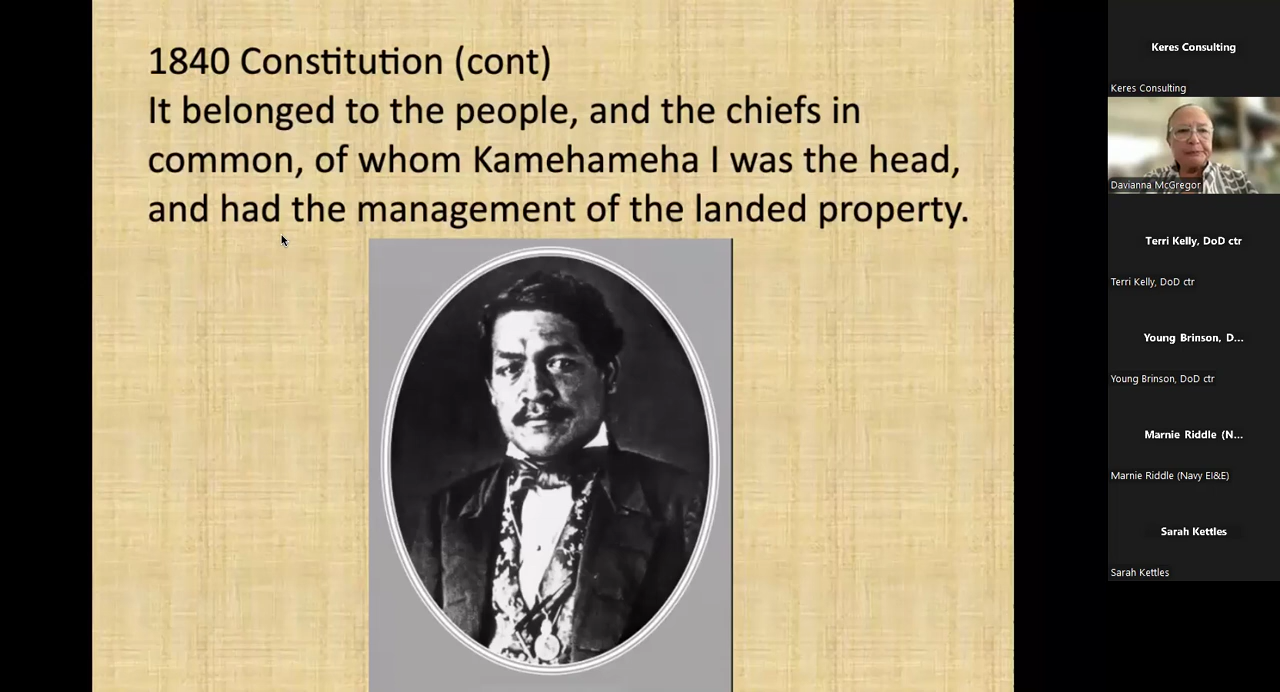 1840 Constitution (cont)
It belonged to the people, and the chiefs in
common, of whom Kamehameha I was the head,
and had the management of the landed property.
Keres Consulting
Keres Consulting
Davianna McGregor
Terri Kelly, DoD ctr
Terri Kelly, DoD ctr
Young Brinson, D...
Young Brinson, DoD ctr
Marnie Riddle (N...
Marnie Riddle (Navy EI&E)
Sarah Kettles
Sarah Kettles